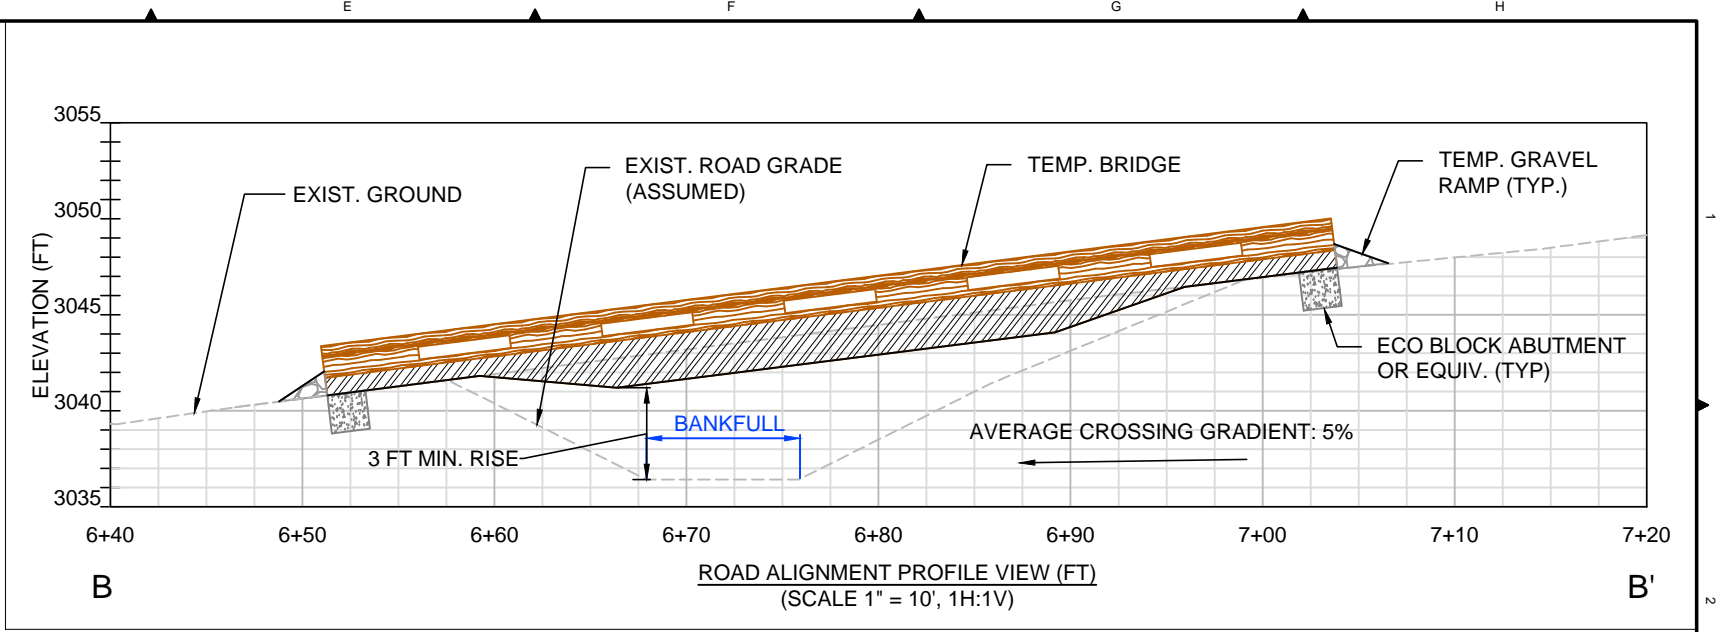 E F G H
3055
3050
3045
3040
3035
ELEVATION (FT)
EXIST. GROUND
EXIST. ROAD GRADE
(ASSUMED)
TEMP. BRIDGE
TEMP. GRAVEL
RAMP (TYP.)
1
ECO BLOCK ABUTMENT
OR EQUIV. (TYP)
BANKFULL
3 FT MIN. RISE
AVERAGE CROSSING GRADIENT: 5%
6+40 6+50 6+60 6+70 6+80 6+90 7+00 7+10 7+20
B
ROAD ALIGNMENT PROFILE VIEW (FT)
(SCALE 1" = 10', 1H:1V)
B'
2